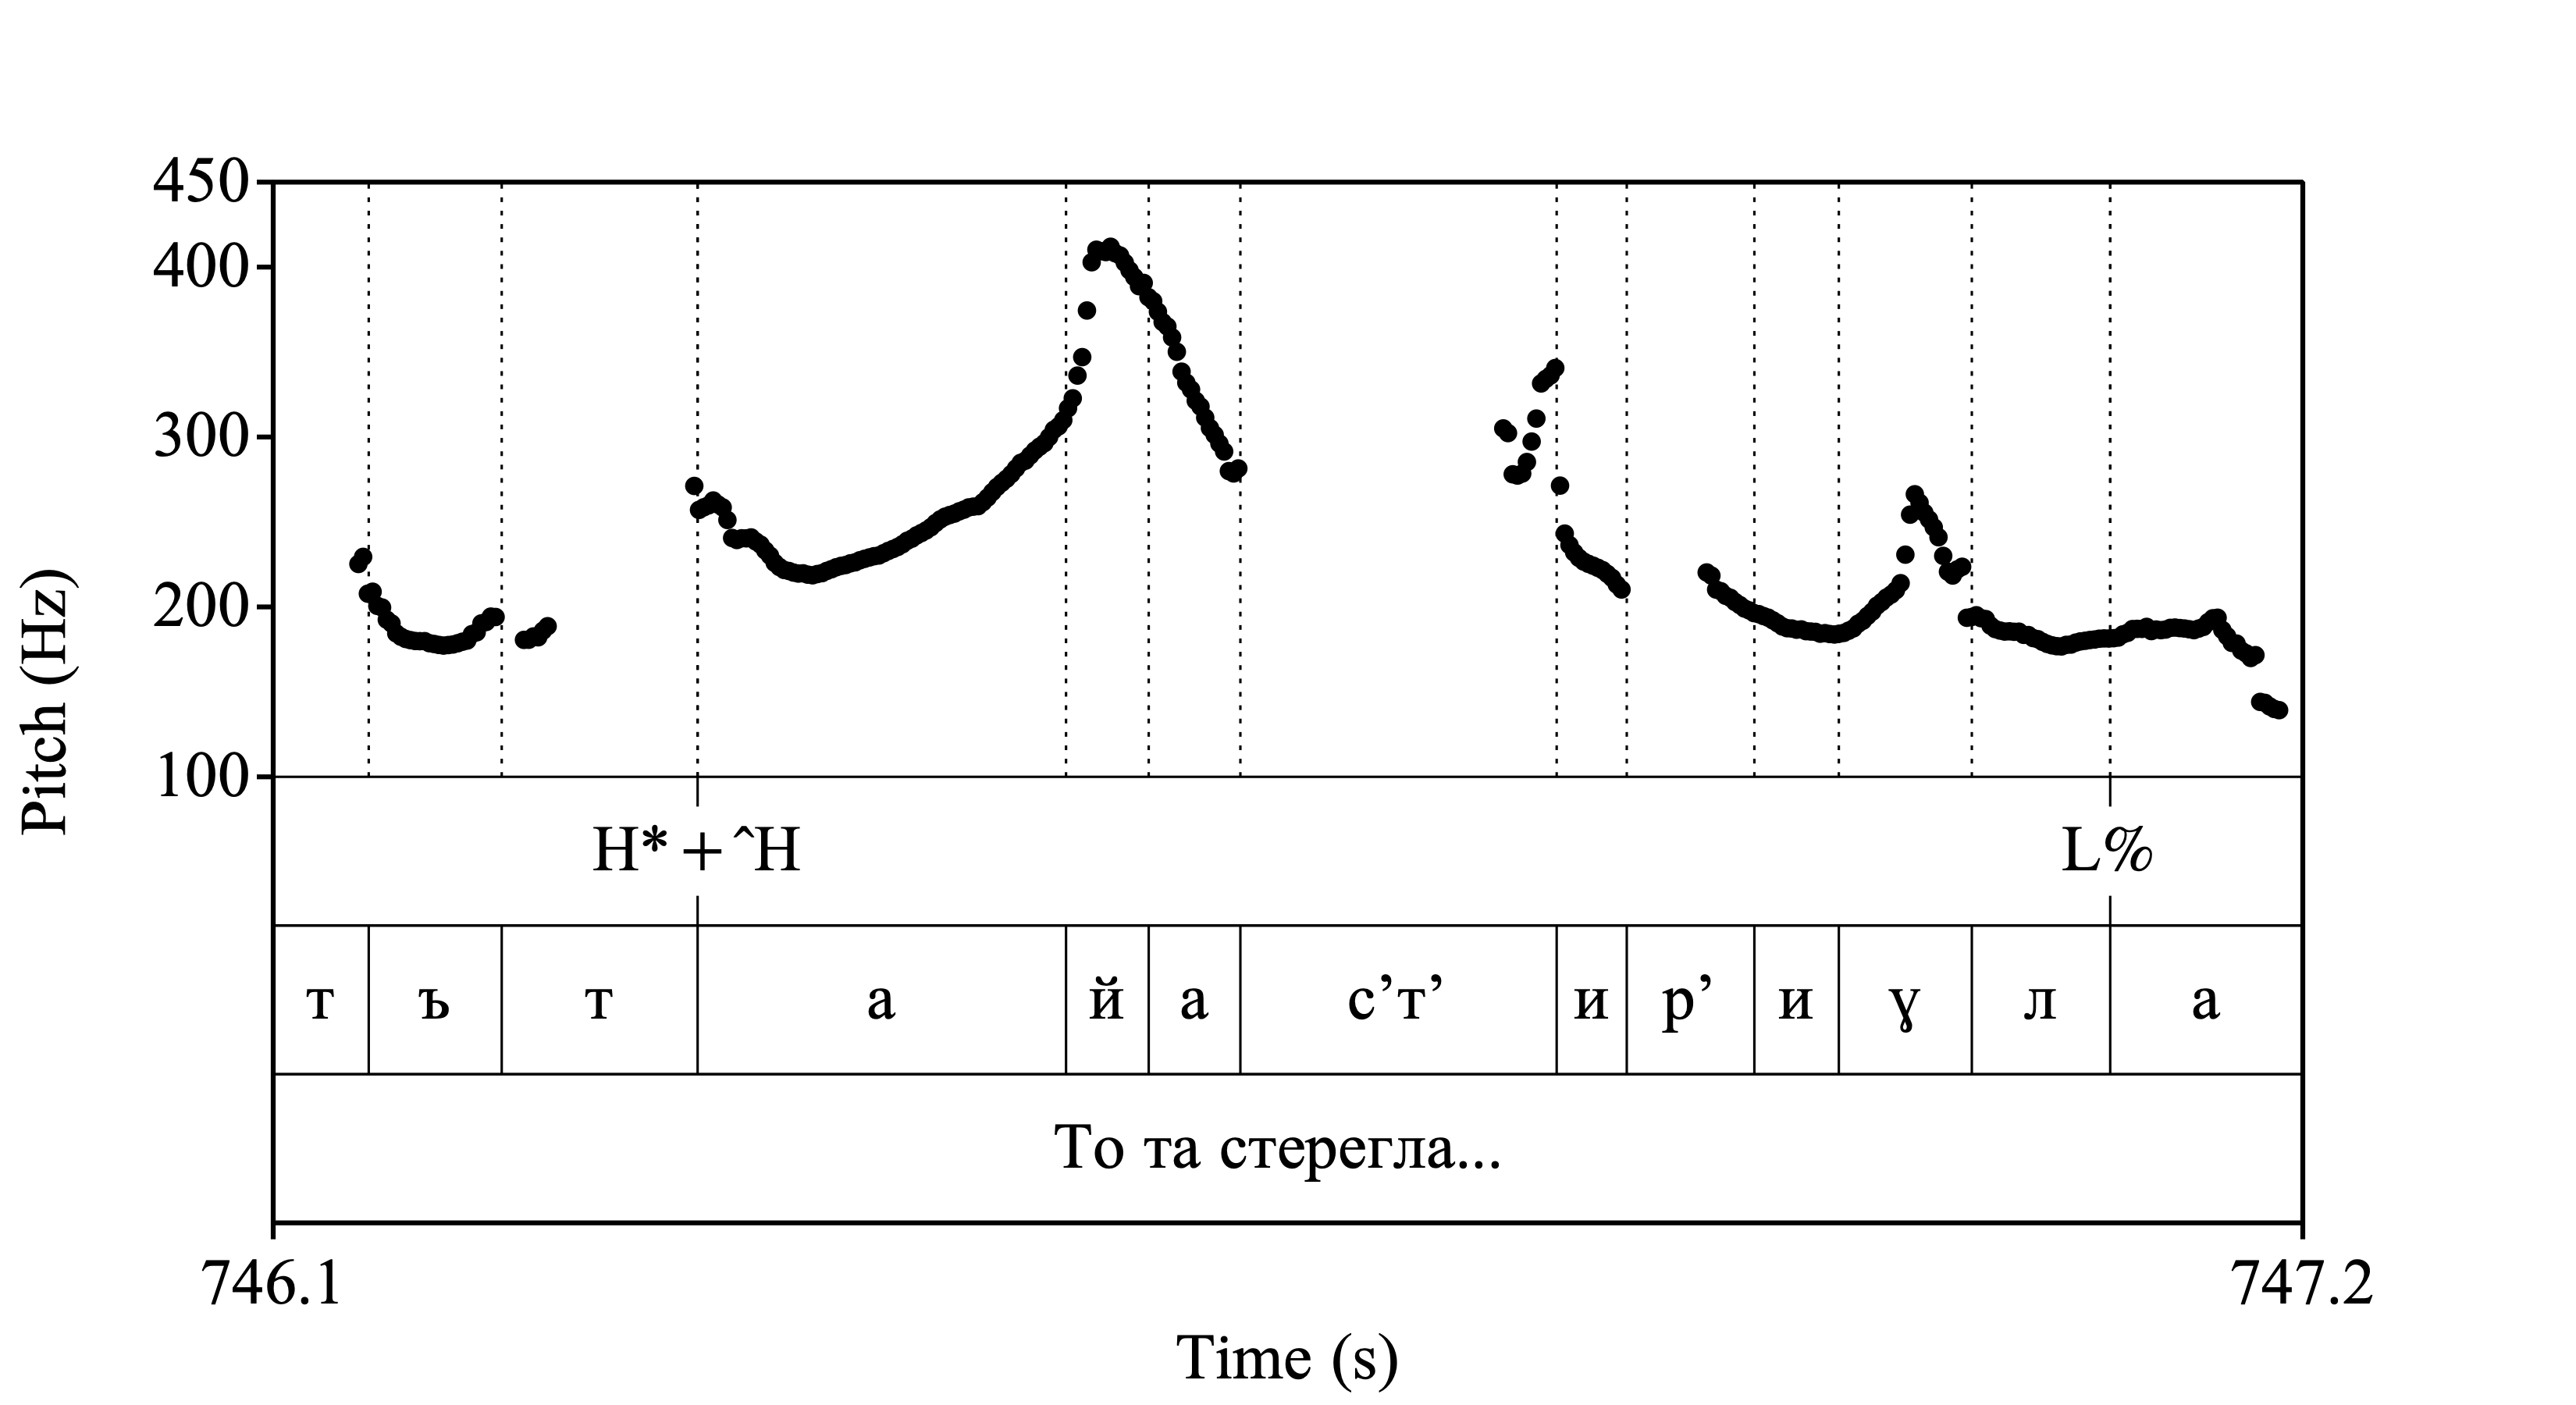 450
400
300
200
100
Pitch (Hz)
H* + ˆH L%
т ъ т а й а с’т’ и р’ и ɣ л а
То та стерегла...
746.1 747.2
Time (s)